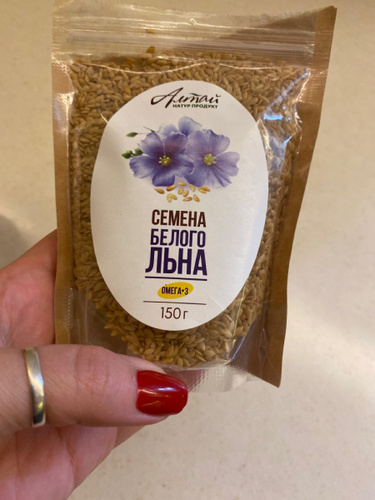 Алтай
НАТУР ПРОДУКТ
СЕМЕНА
БЕЛОГО
ЛЬНА
ОМЕГА-3
150 г